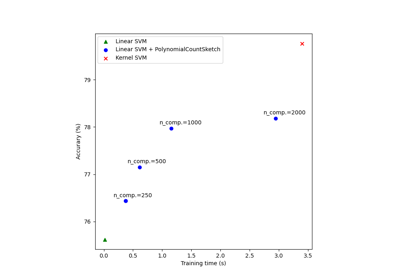 Linear SVM
Linear SVM + PolynomialCountSketch
Kernel SVM
79
n_comp.=2000
n_comp.=1000
78
Accuracy (%)
n_comp.=500
77
n_comp.=250
76
0.0 0.5 1.0 1.5 2.0 2.5 3.0 3.5
Training time (s)